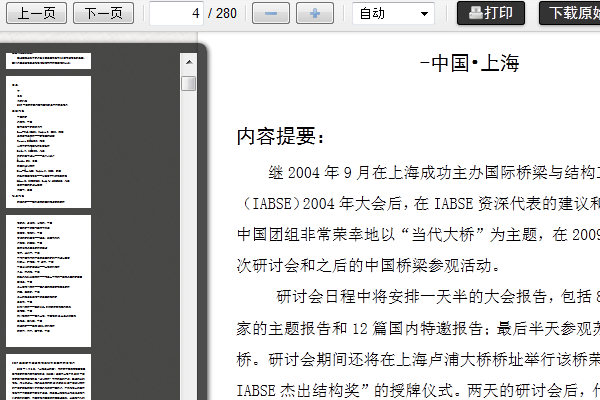 上一页 下一页 4 / 280 自动 打印 下载原始
-中国•上海
内容提要：
继 2004 年 9 月在上海成功主办国际桥梁与结构工
（IABSE）2004 年大会后，在 IABSE 资深代表的建议和
中国团组非常荣幸地以“当代大桥”为主题，在 2009
次研讨会和之后的中国桥梁参观活动。
研讨会日程中将安排一天半的大会报告，包括 8
家的主题报告和 12 篇国内特邀报告；最后半天参观苏
桥。研讨会期间还将在上海卢浦大桥桥址举行该桥荣
IABSE 杰出结构奖”的授牌仪式。两天的研讨会后，代